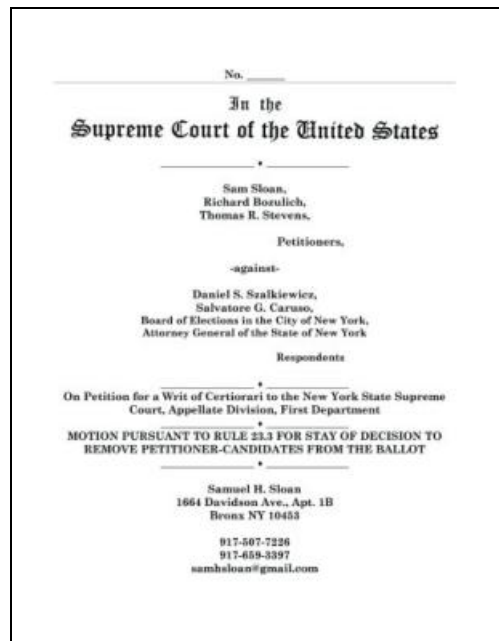 No. ______
In the
Supreme Court of the United States
Sam Sloan,
Richard Bozulich,
Thomas R. Stevens,
Petitioners,
-against-
Daniel S. Szalkiewicz,
Salvatore G. Caruso,
Board of Elections in the City of New York,
Attorney General of the State of New York
Respondents
On Petition for a Writ of Certiorari to the New York State Supreme
Court, Appellate Division, First Department
MOTION PURSUANT TO RULE 23.3 FOR STAY OF DECISION TO
REMOVE PETITIONER-CANDIDATES FROM THE BALLOT
Samuel H. Sloan
1664 Davidson Ave., Apt. 1B
Bronx NY 10453
917-507-7226
917-659-3397
samhsloan@gmail.com